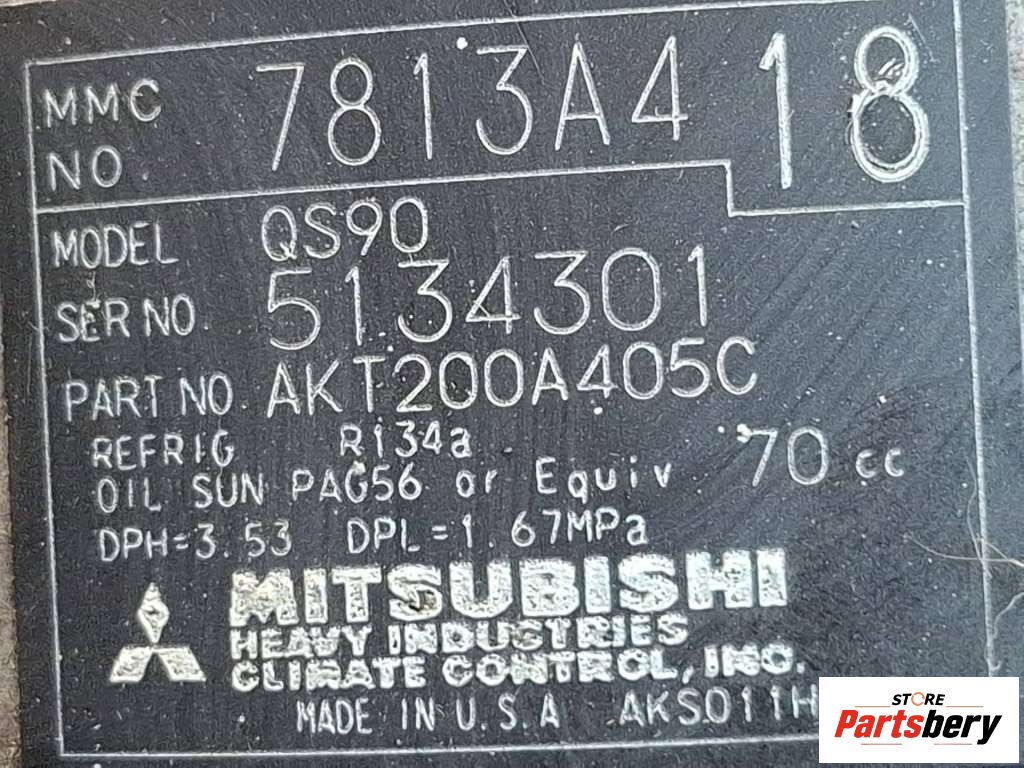 MMC NO. 7813A418
MODEL QS90
SER NO. 5134301
PART NO. AKT200A405C
REFRIG R134a
OIL SUN PAG56 or Equiv 70 cc
DPH=3.53 DPL=1.67MPa
MITSUBISHI
HEAVY INDUSTRIES
CLIMATE CONTROL, INC.
MADE IN U.S.A AKS011H
STORE
Partsbery